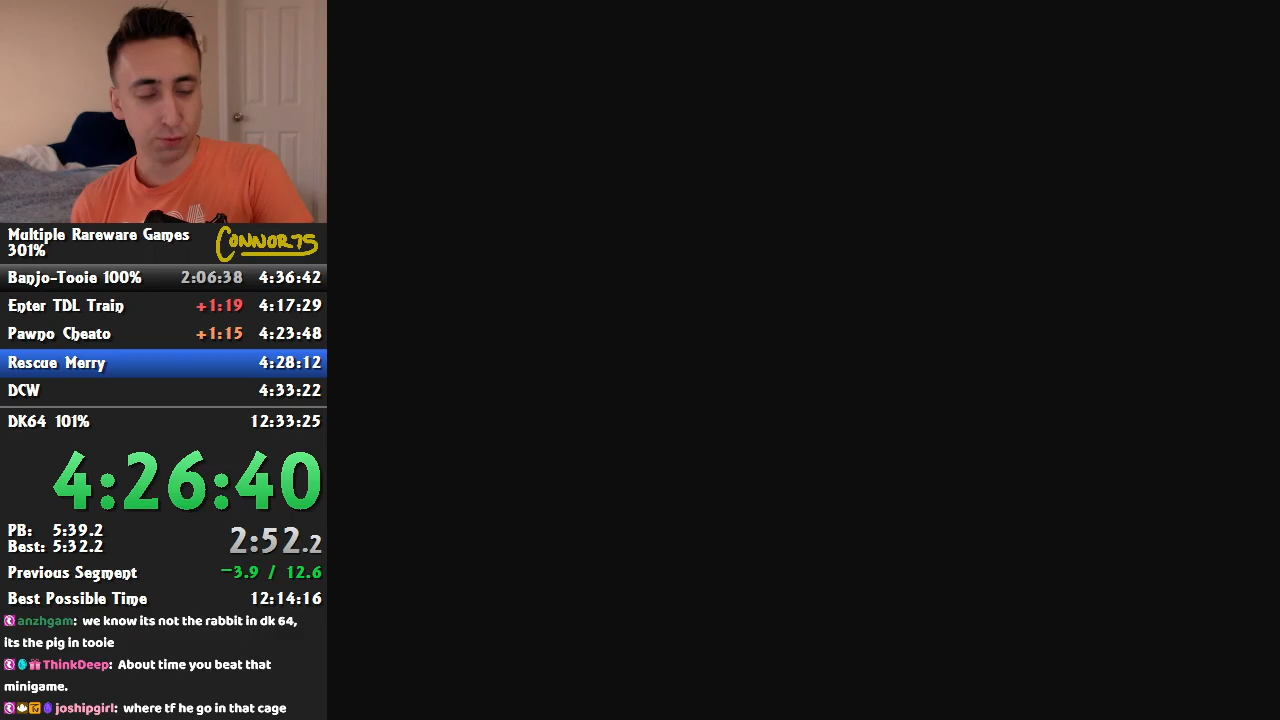 Multiple Rareware Games
301%
CONNOR75
Banjo-Tooie 100% 2:06:38 4:36:42
Enter TDL Train +1:19 4:17:29
Pawno Cheato +1:15 4:23:48
Rescue Merry 4:28:12
DCW 4:33:22
DK64 101% 12:33:25
4:26:40
PB: 5:39.2
Best: 5:32.2
2:52.2
Previous Segment -3.9 / 12.6
Best Possible Time 12:14:16
anzhgam: we know its not the rabbit in dk 64,
its the pig in tooie
ThinkDeep: About time you beat that
minigame.
joshipgirl: where tf he go in that cage